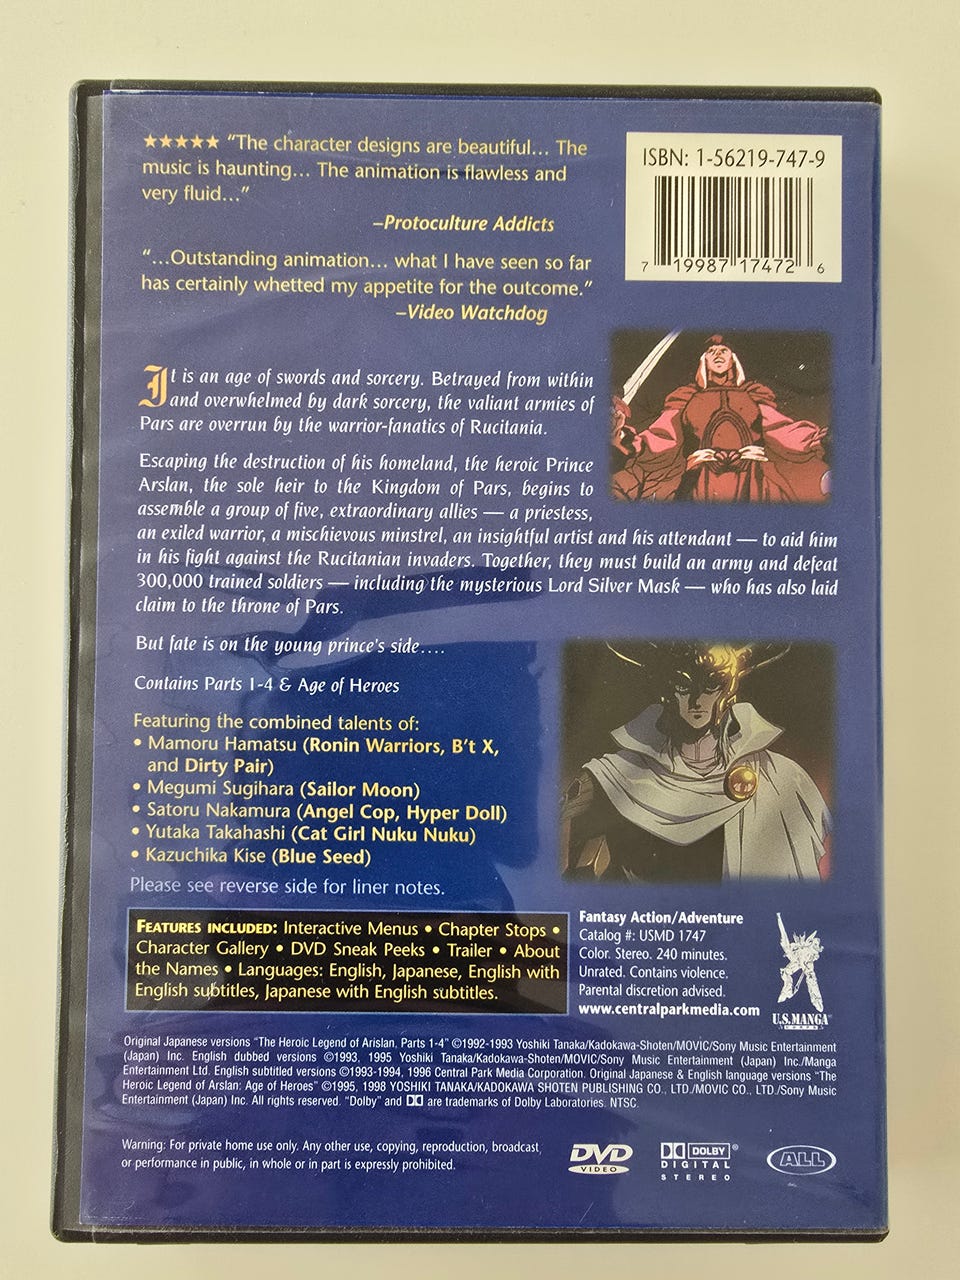 ★★★★★ “The character designs are beautiful… The
music is haunting… The animation is flawless and
very fluid…”
–Protoculture Addicts
“…Outstanding animation… what I have seen so far
has certainly whetted my appetite for the outcome.”
–Video Watchdog
ISBN: 1-56219-747-9
7 19987 17472 6
It is an age of swords and sorcery. Betrayed from within
and overwhelmed by dark sorcery, the valiant armies of
Pars are overrun by the warrior-fanatics of Rucitania.
Escaping the destruction of his homeland, the heroic Prince
Arslan, the sole heir to the Kingdom of Pars, begins to
assemble a group of five, extraordinary allies — a priestess,
an exiled warrior, a mischievous minstrel, an insightful artist and his attendant — to aid him
in his fight against the Rucitanian invaders. Together, they must build an army and defeat
300,000 trained soldiers — including the mysterious Lord Silver Mask — who has also laid
claim to the throne of Pars.
But fate is on the young prince’s side….
Contains Parts 1-4 & Age of Heroes
Featuring the combined talents of:
• Mamoru Hamatsu (Ronin Warriors, B’t X,
and Dirty Pair)
• Megumi Sugihara (Sailor Moon)
• Satoru Nakamura (Angel Cop, Hyper Doll)
• Yutaka Takahashi (Cat Girl Nuku Nuku)
• Kazuchika Kise (Blue Seed)
Please see reverse side for liner notes.
FEATURES INCLUDED: Interactive Menus • Chapter Stops •
Character Gallery • DVD Sneak Peeks • Trailer • About
the Names • Languages: English, Japanese, English with
English subtitles, Japanese with English subtitles.
Fantasy Action/Adventure
Catalog #: USMD 1747
Color. Stereo. 240 minutes.
Unrated. Contains violence.
Parental discretion advised.
www.centralparkmedia.com
U.S.MANGA
CORPS
Original Japanese versions “The Heroic Legend of Arislan, Parts 1-4” ©1992-1993 Yoshiki Tanaka/Kadokawa-Shoten/MOVIC/Sony Music Entertainment
(Japan) Inc. English dubbed versions ©1993, 1995 Yoshiki Tanaka/Kadokawa-Shoten/MOVIC/Sony Music Entertainment (Japan) Inc./Manga
Entertainment Ltd. English subtitled versions ©1993-1994, 1996 Central Park Media Corporation. Original Japanese & English language versions “The
Heroic Legend of Arslan: Age of Heroes” ©1995, 1998 YOSHIKI TANAKA/KADOKAWA SHOTEN PUBLISHING CO., LTD./MOVIC CO., LTD./Sony Music
Entertainment (Japan) Inc. All rights reserved. “Dolby” and are trademarks of Dolby Laboratories. NTSC.
Warning: For private home use only. Any other use, copying, reproduction, broadcast,
or performance in public, in whole or in part is expressly prohibited.
DVD
VIDEO
DOLBY®
DIGITAL
STEREO
ALL